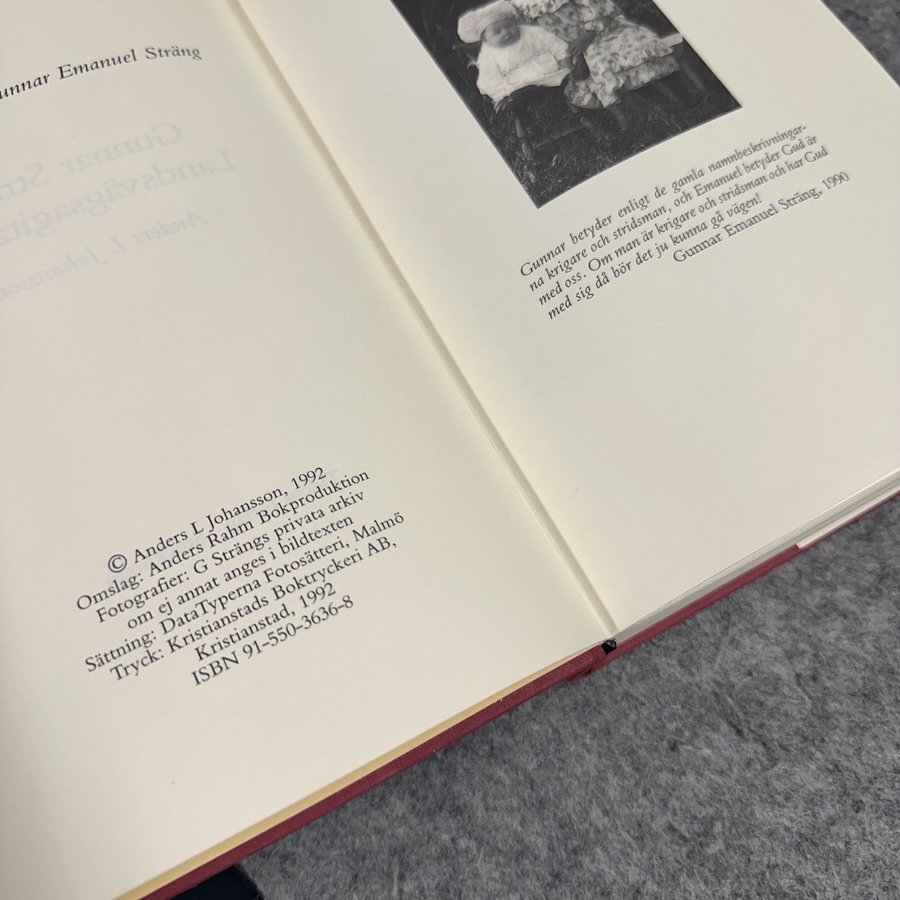 unnar Emanuel Sträng
© Anders L Johansson, 1992
Omslag: Anders Rahm Bokproduktion
Fotografier: G Strängs privata arkiv
om ej annat anges i bildtexten
Sättning: DataTyperna Fotosätteri, Malmö
Tryck: Kristianstads Boktryckeri AB,
Kristianstad, 1992
ISBN 91-550-3636-8
Gunnar betyder enligt de gamla namnbeskrivningar-
na krigare och stridsman, och Emanuel betyder Gud är
med oss. Om man är krigare och stridsman och har Gud
med sig då bör det ju kunna gå vägen!
Gunnar Emanuel Sträng, 1990